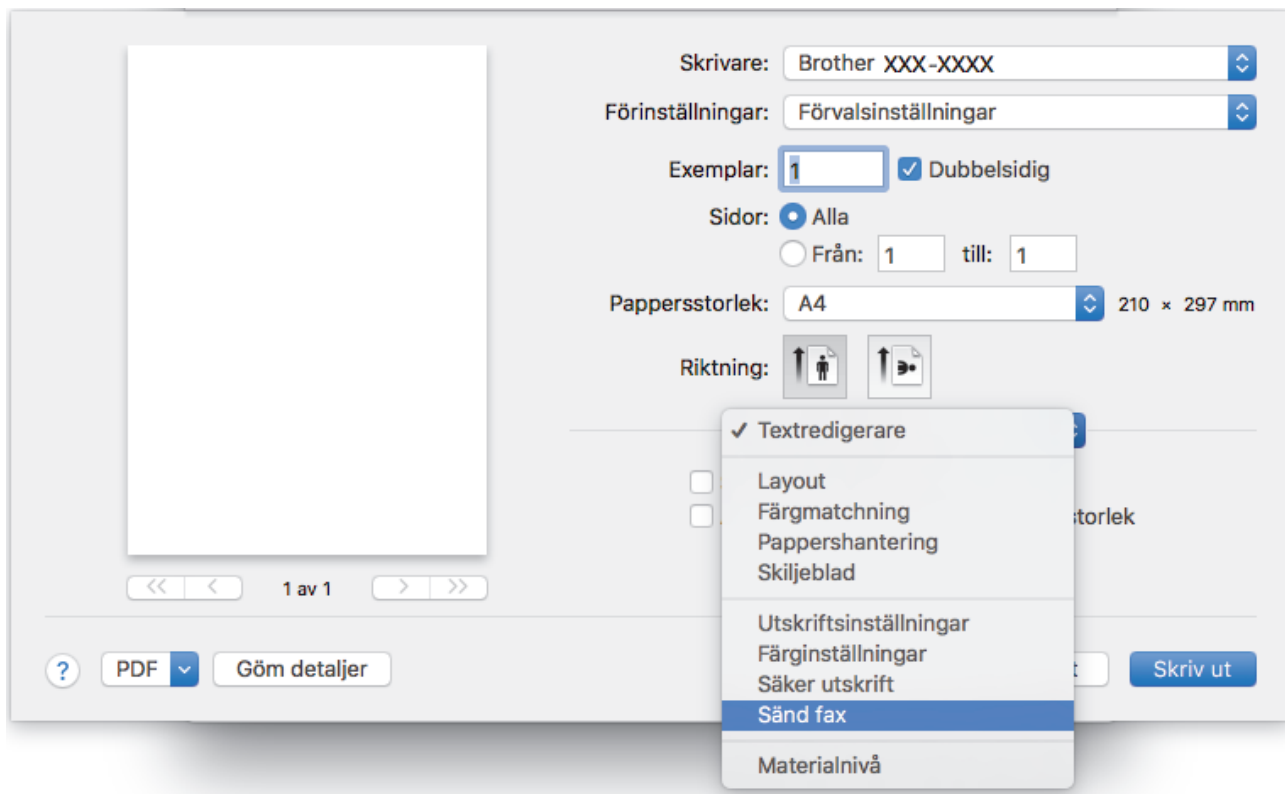 Skrivare: Brother XXX-XXXX
Förinställningar: Förvalsinställningar
Exemplar: 1 Dubbelsidig
Sidor: Alla
Från: 1 till: 1
Pappersstorlek: A4 210 × 297 mm
Riktning:
✓ Textredigerare
Layout
Färgmatchning
torlek
Pappershantering
Skiljeblad
1 av 1
Utskriftsinställningar
Färginställningar
Säker utskrift
Sänd fax
Materialnivå
? PDF Göm detaljer t Skriv ut